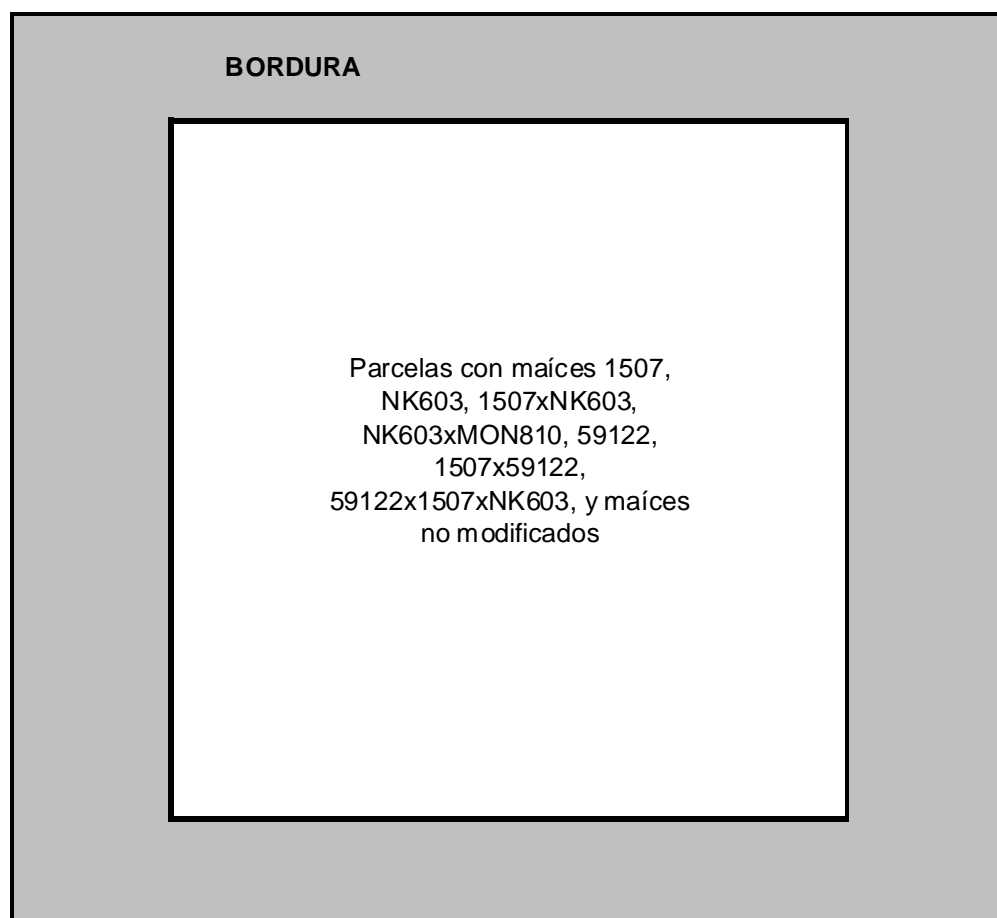 BORDURA
Parcelas con maíces 1507,
NK603, 1507xNK603,
NK603xMON810, 59122,
1507x59122,
59122x1507xNK603, y maíces
no modificados